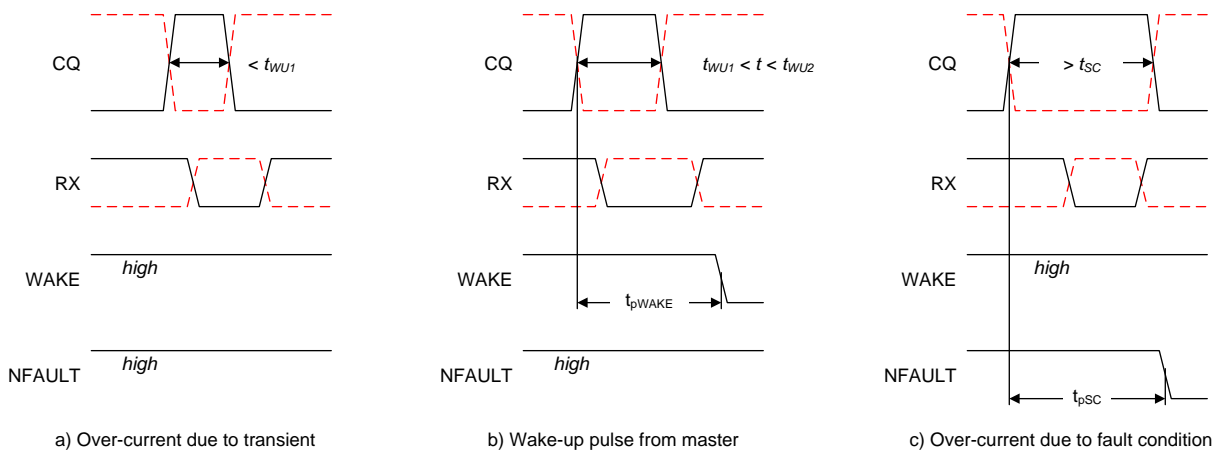 CQ
< tWU1
RX
WAKE
high
NFAULT
high
a) Over-current due to transient
CQ
tWU1 < t < tWU2
RX
WAKE
tpWAKE
NFAULT
high
b) Wake-up pulse from master
CQ
> tSC
RX
WAKE
high
NFAULT
tpSC
c) Over-current due to fault condition